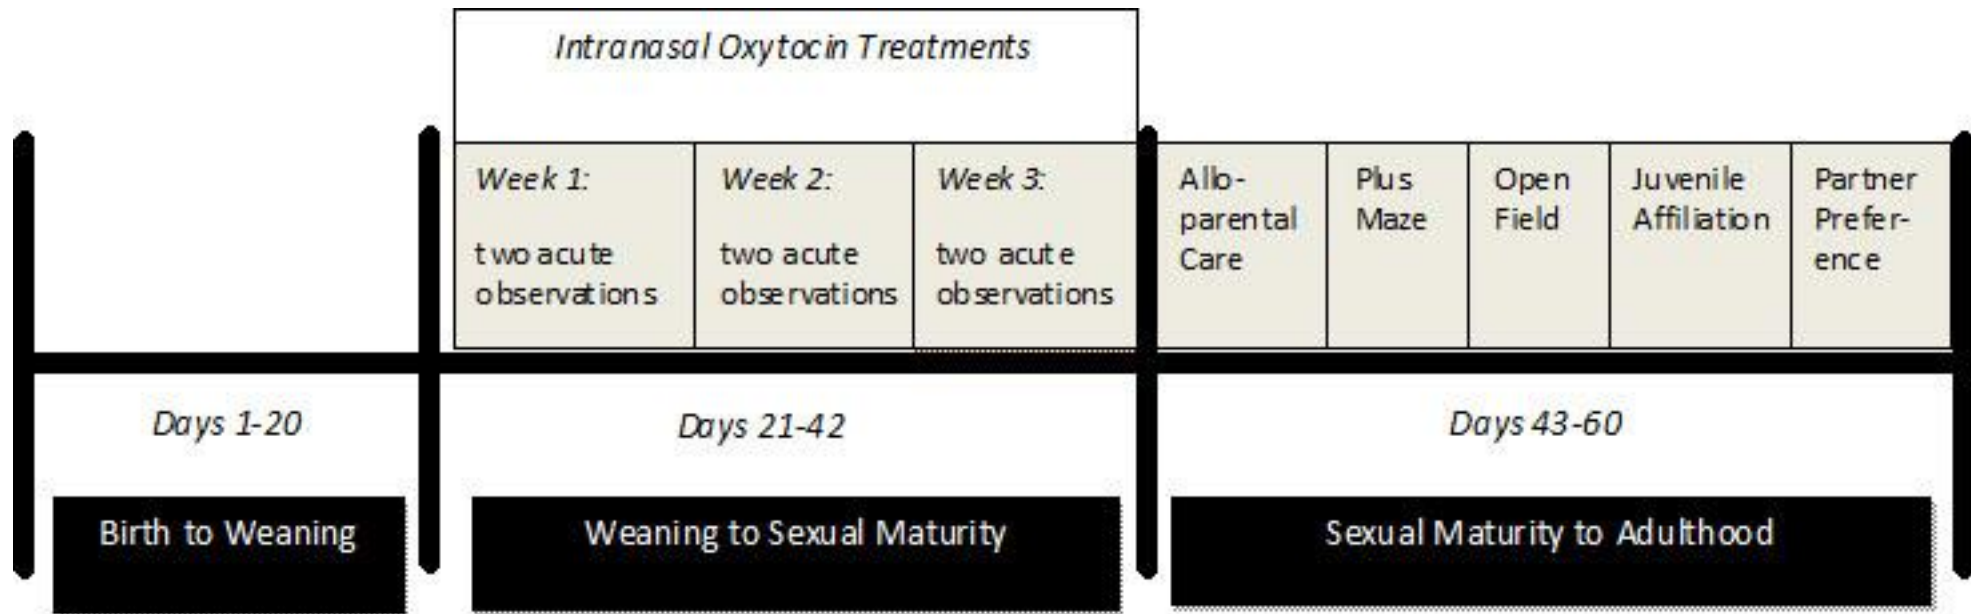 Intranasal Oxytocin Treatments
Week 1:
two acute
observations
Week 2:
two acute
observations
Week 3:
two acute
observations
Allo-
parental
Care
Plus
Maze
Open
Field
Juvenile
Affiliation
Partner
Prefer-
ence
Days 1-20
Days 21-42
Days 43-60
Birth to Weaning
Weaning to Sexual Maturity
Sexual Maturity to Adulthood